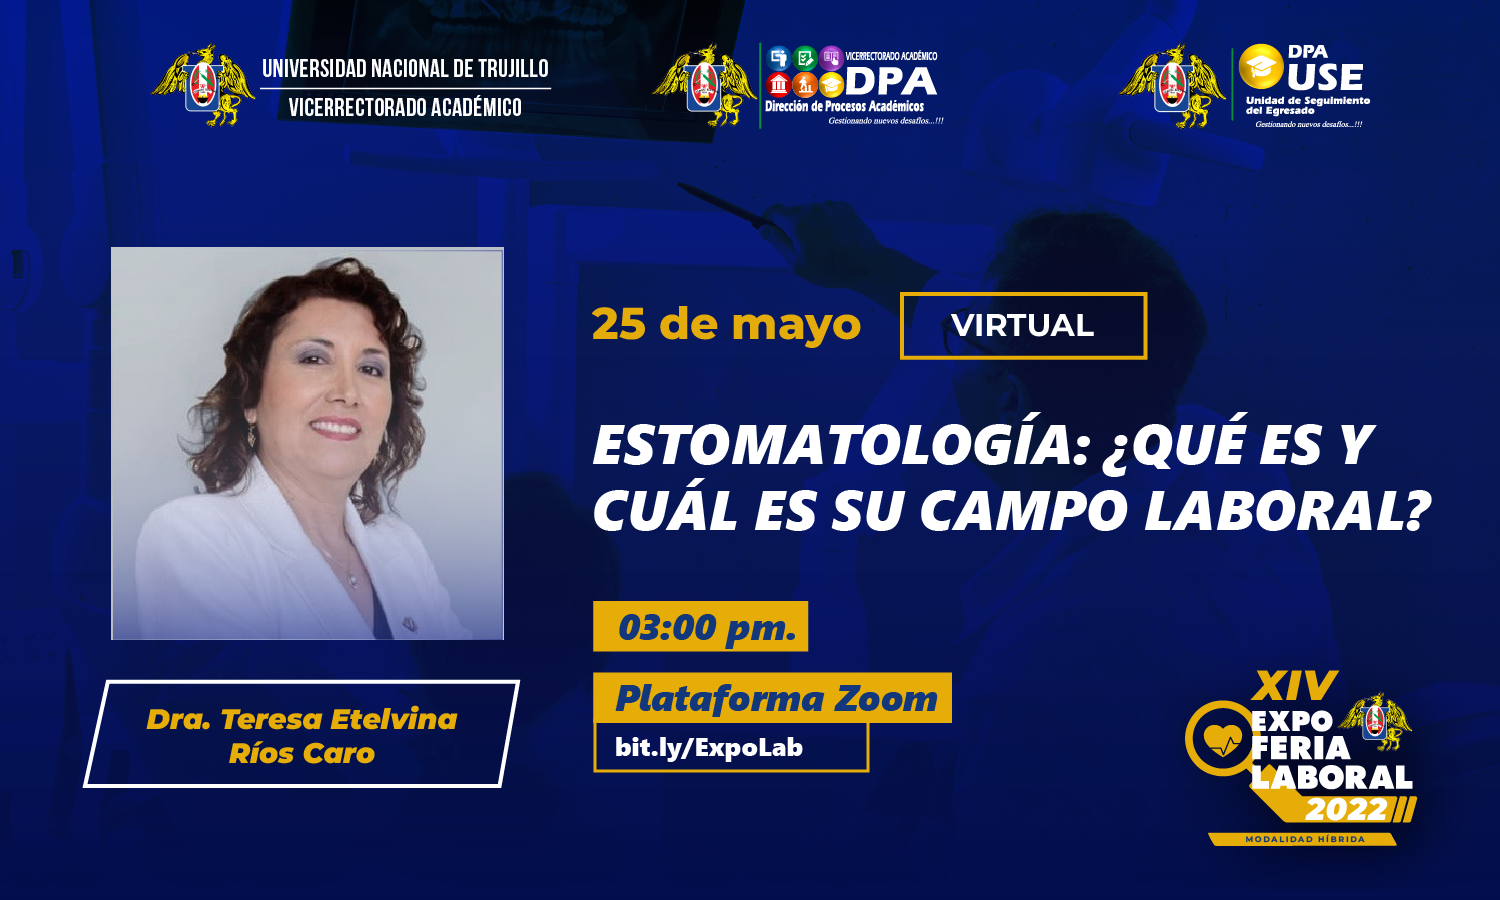 UNIVERSIDAD NACIONAL DE TRUJILLO
VICERRECTORADO ACADÉMICO
VICERRECTORADO ACADÉMICO
DPA
Dirección de Procesos Académicos
Gestionando nuevos desafíos...!!!
DPA
USE
Unidad de Seguimiento
del Egresado
Gestionando nuevos desafíos...!!!
25 de mayo
VIRTUAL
ESTOMATOLOGÍA: ¿QUÉ ES Y
CUÁL ES SU CAMPO LABORAL?
03:00 pm.
Plataforma Zoom
bit.ly/ExpoLab
Dra. Teresa Etelvina
Ríos Caro
XIV
EXPO
FERIA
LABORAL
2022
MODALIDAD HÍBRIDA